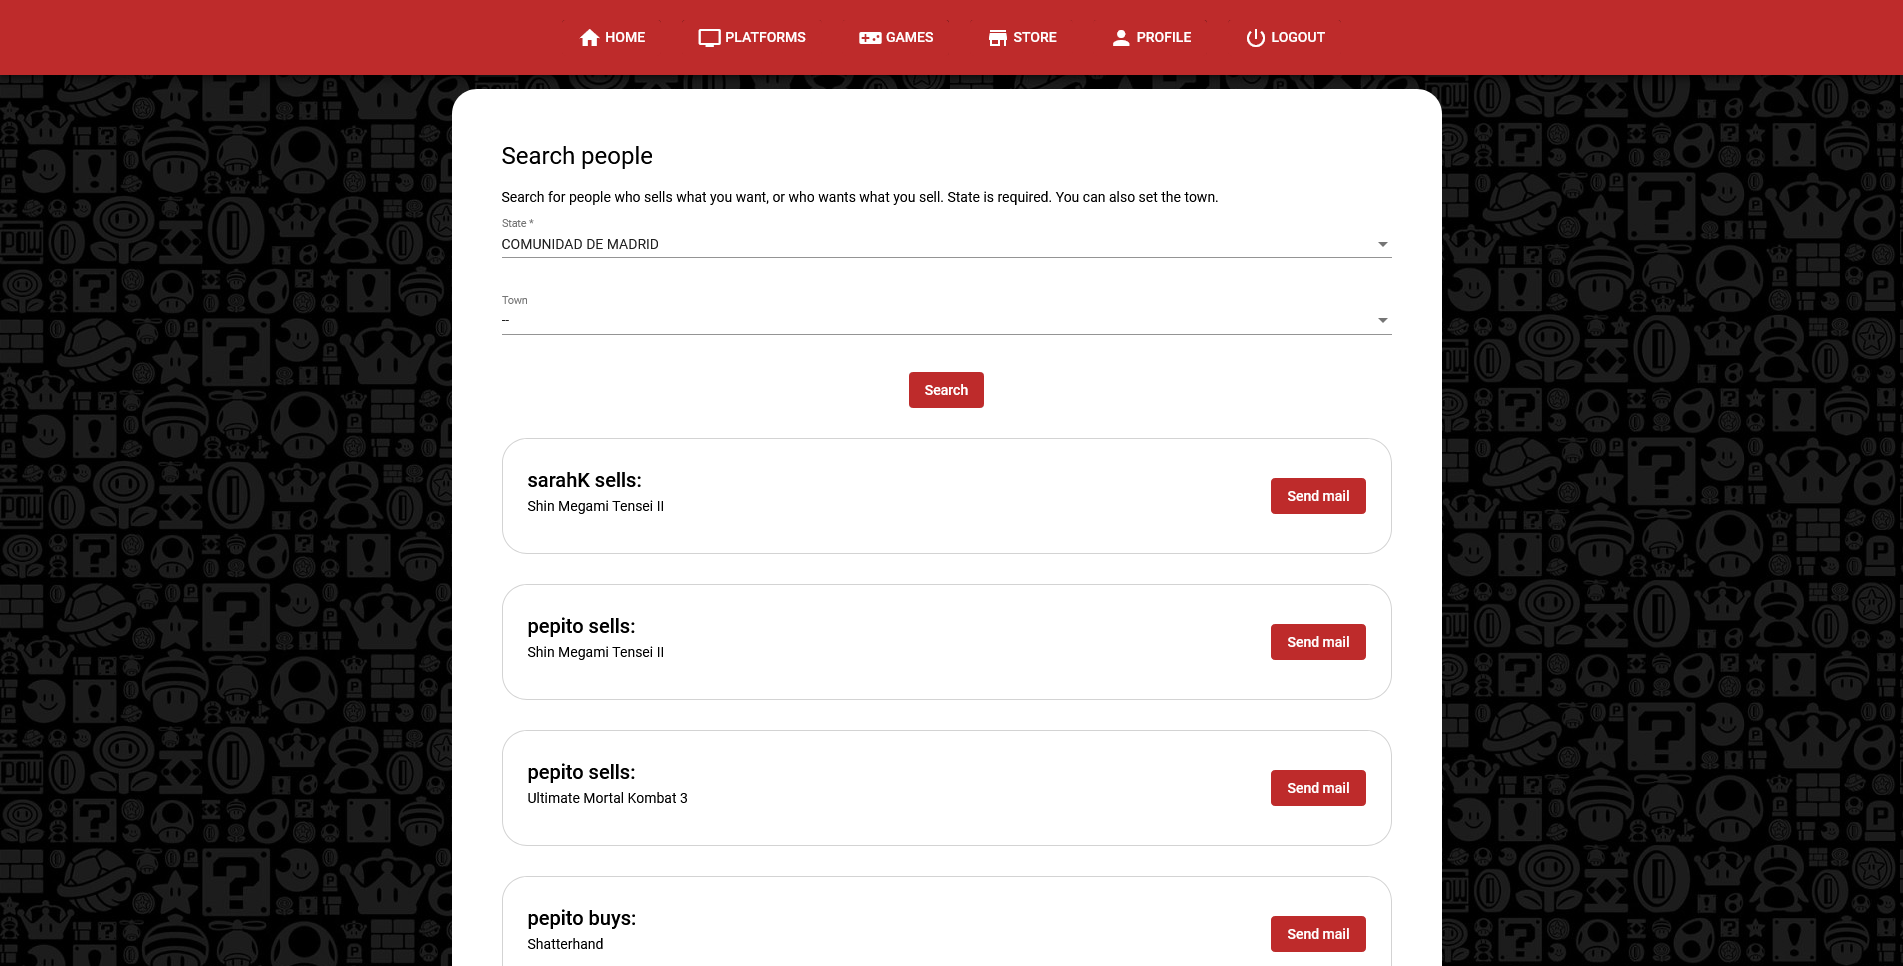 HOME PLATFORMS GAMES STORE PROFILE LOGOUT
Search people
Search for people who sells what you want, or who wants what you sell. State is required. You can also set the town.
State *
COMUNIDAD DE MADRID
Town
--
Search
sarahK sells:
Shin Megami Tensei II
Send mail
pepito sells:
Shin Megami Tensei II
Send mail
pepito sells:
Ultimate Mortal Kombat 3
Send mail
pepito buys:
Shatterhand
Send mail